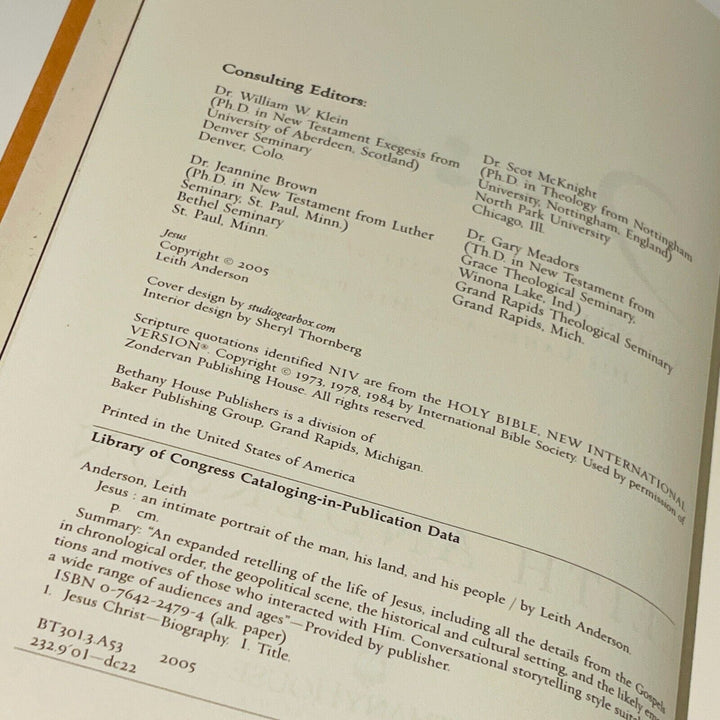 Consulting Editors:
Dr. William W. Klein
(Ph.D. in New Testament Exegesis from
University of Aberdeen, Scotland)
Denver Seminary
Denver, Colo.
Dr. Jeannine Brown
(Ph.D. in New Testament from Luther
Seminary, St. Paul, Minn.)
Bethel Seminary
St. Paul, Minn.
Dr. Scot McKnight
(Ph.D. in Theology from Nottingham
University, Nottingham, England)
North Park University
Chicago, Ill.
Dr. Gary Meadors
(Th.D. in New Testament from
Grace Theological Seminary,
Winona Lake, Ind.)
Grand Rapids Theological Seminary
Grand Rapids, Mich.
Jesus
Copyright © 2005
Leith Anderson
Cover design by studiogearbox.com
Interior design by Sheryl Thornberg
Scripture quotations identified NIV are from the HOLY BIBLE, NEW INTERNATIONAL
VERSION® Copyright © 1973, 1978, 1984 by International Bible Society. Used by permission of
Zondervan Publishing House. All rights reserved.
Bethany House Publishers is a division of
Baker Publishing Group, Grand Rapids, Michigan.
Printed in the United States of America
Library of Congress Cataloging-in-Publication Data
Anderson, Leith
Jesus : an intimate portrait of the man, his land, and his people / by Leith Anderson.
p. cm.
Summary: "An expanded retelling of the life of Jesus, including all the details from the Gospels
in chronological order, the geopolitical scene, the historical and cultural setting, and the likely
tions and motives of those who interacted with Him. Conversational storytelling style
a wide range of audiences and ages"—Provided by publisher.
ISBN 0-7642-2479-4 (alk. paper)
1. Jesus Christ—Biography. I. Title.
BT301.3.A53 2005
232.9'01—dc22